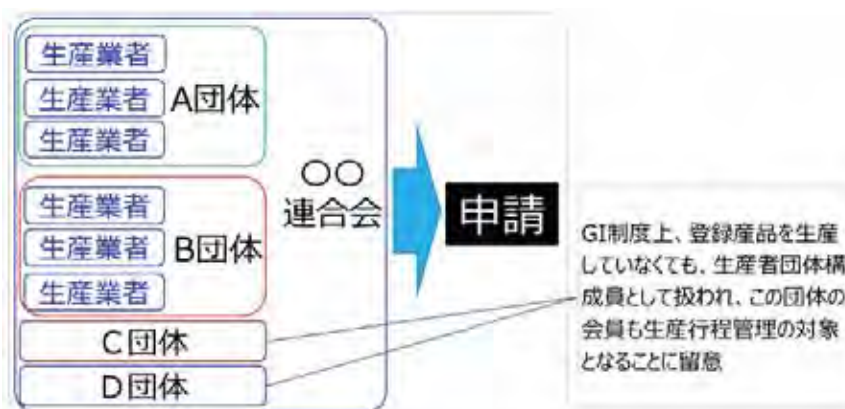 生産業者
生産業者
生産業者
A団体
生産業者
生産業者
生産業者
B団体
C団体
D団体
〇〇
連合会
申請
GI制度上、登録産品を生産
していなくても、生産者団体構
成員として扱われ、この団体の
会員も生産行程管理の対象
となることに留意